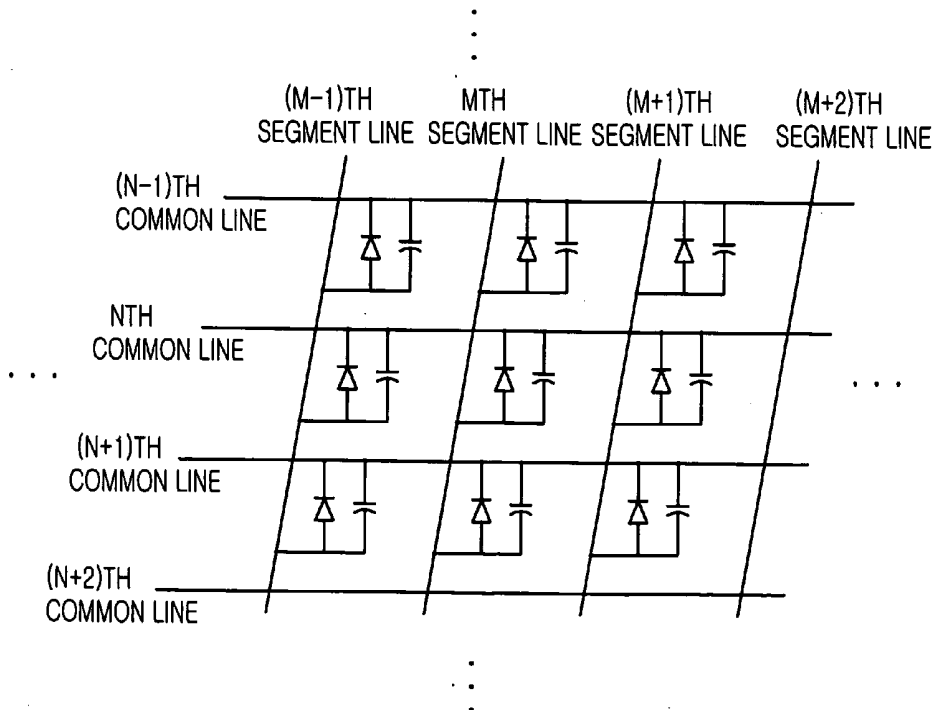 (M-1)TH
SEGMENT LINE
MTH
SEGMENT LINE
(M+1)TH
SEGMENT LINE
(M+2)TH
SEGMENT LINE
(N-1)TH
COMMON LINE
NTH
COMMON LINE
(N+1)TH
COMMON LINE
(N+2)TH
COMMON LINE